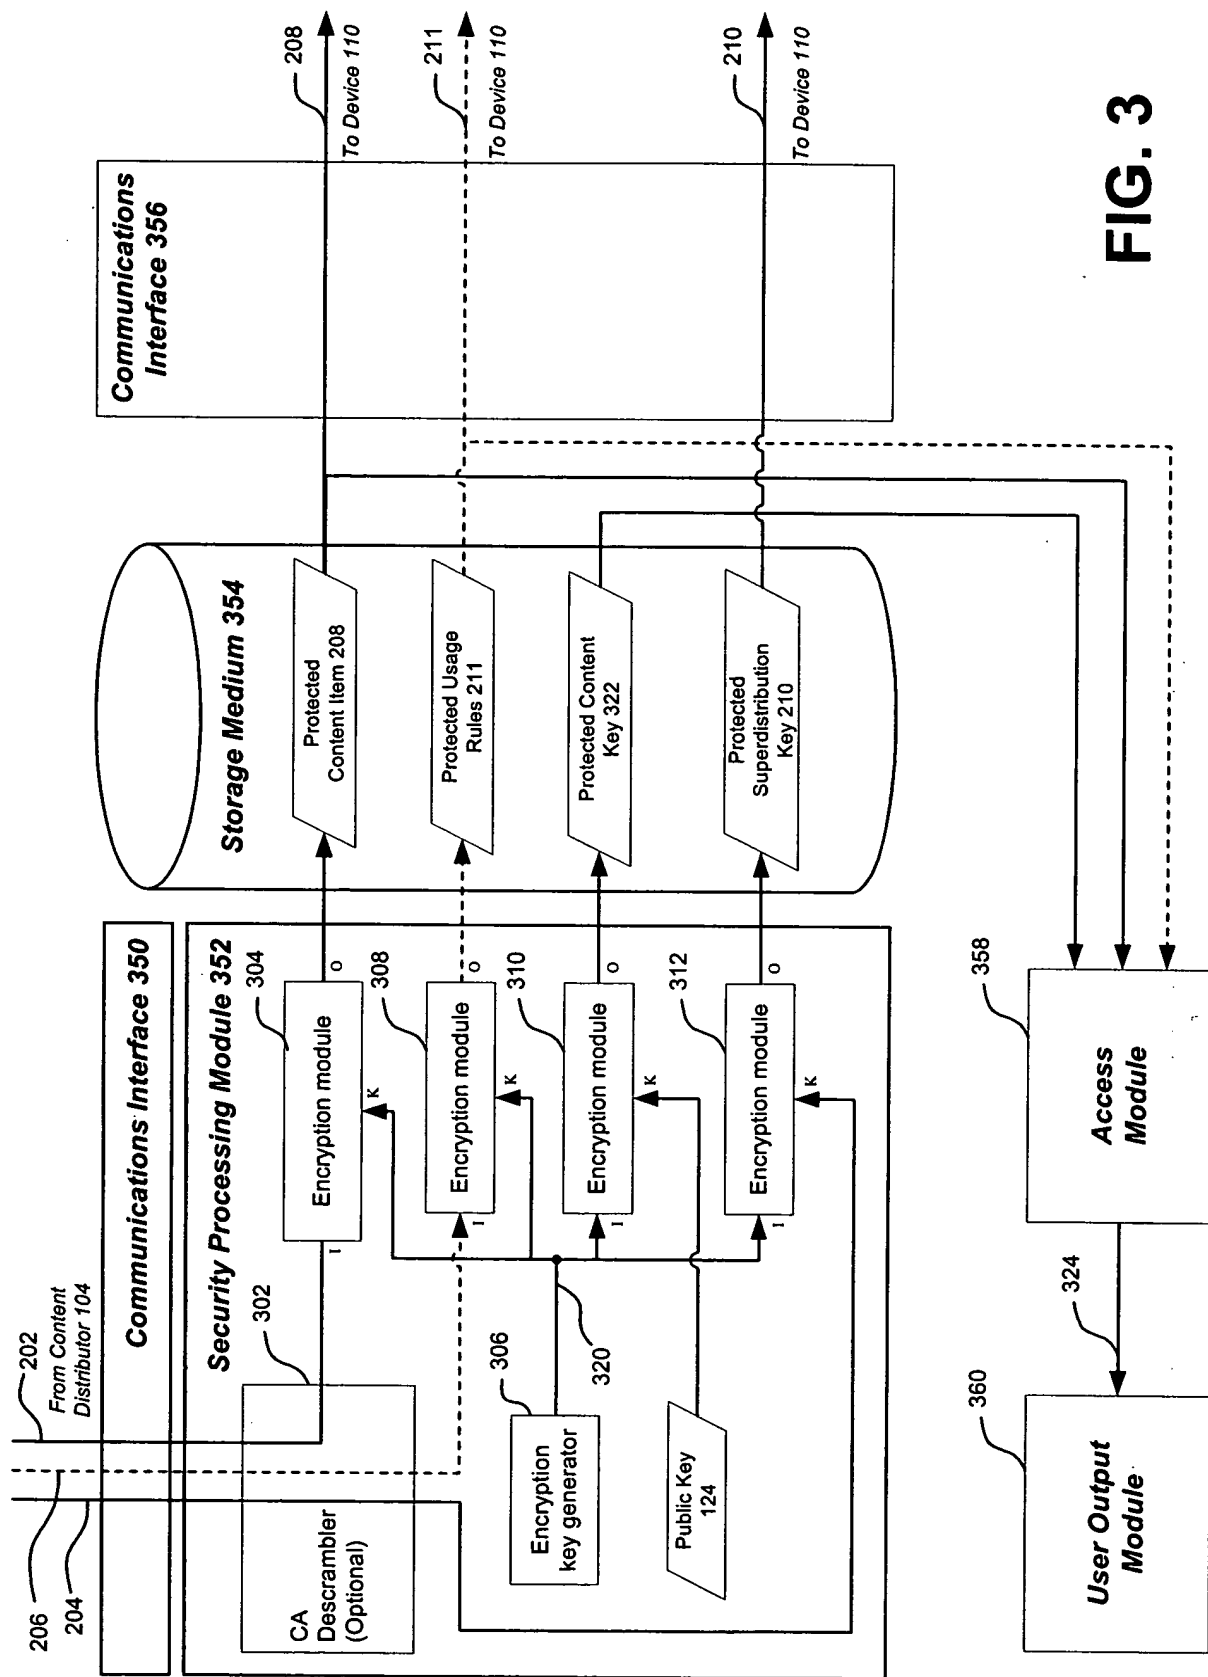 202
From Content
Distributor 104
206
204
Communications Interface 350
Security Processing Module 352
302
CA
Descrambler
(Optional)
304
Encryption module
I
O
K
308
Encryption module
I
O
K
310
Encryption module
O
K
312
Encryption module
I
O
K
306
Encryption
key generator
320
Public Key
124
Storage Medium 354
Protected
Content Item 208
Protected Usage
Rules 211
Protected Content
Key 322
Protected
Superdistribution
Key 210
Communications
Interface 356
208
To Device 110
211
To Device 110
210
To Device 110
358
Access
Module
324
360
User Output
Module
FIG. 3